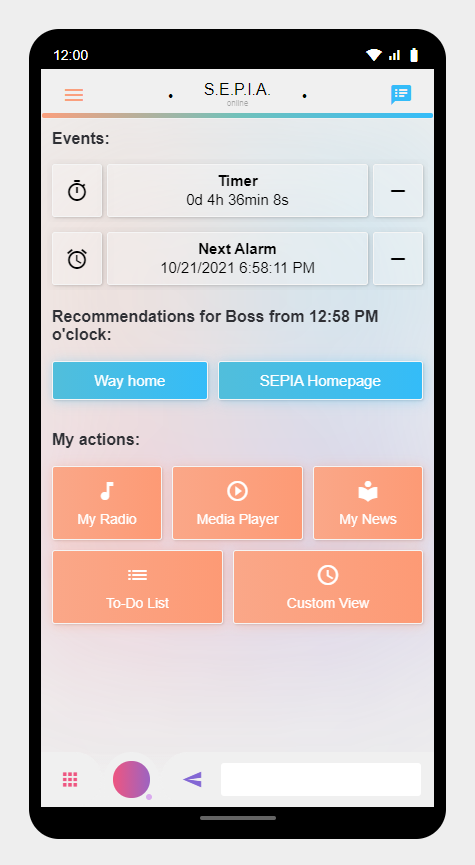 12:00
S.E.P.I.A.
online
Events:
Timer
0d 4h 36min 8s
Next Alarm
10/21/2021 6:58:11 PM
Recommendations for Boss from 12:58 PM
o'clock:
Way home
SEPIA Homepage
My actions:
My Radio
Media Player
My News
To-Do List
Custom View